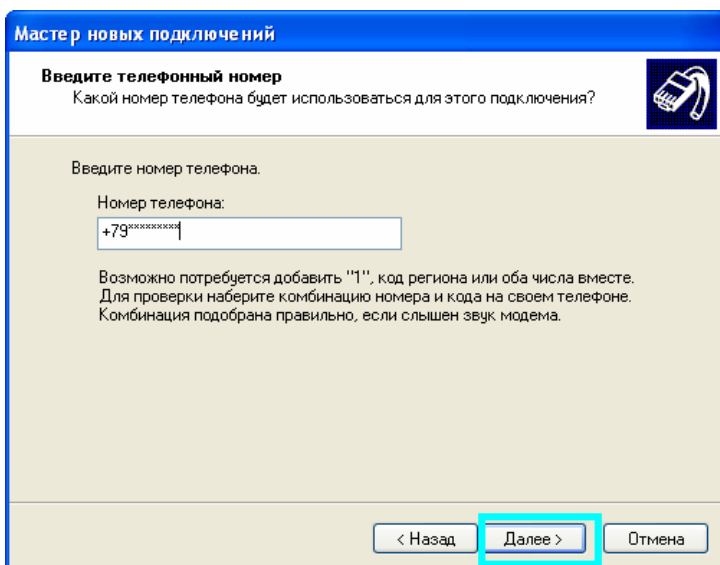 Мастер новых подключений
Введите телефонный номер
Какой номер телефона будет использоваться для этого подключения?
Введите номер телефона.
Номер телефона:
+79*********
Возможно потребуется добавить "1", код региона или оба числа вместе.
Для проверки наберите комбинацию номера и кода на своем телефоне.
Комбинация подобрана правильно, если слышен звук модема.
< Назад Далее > Отмена